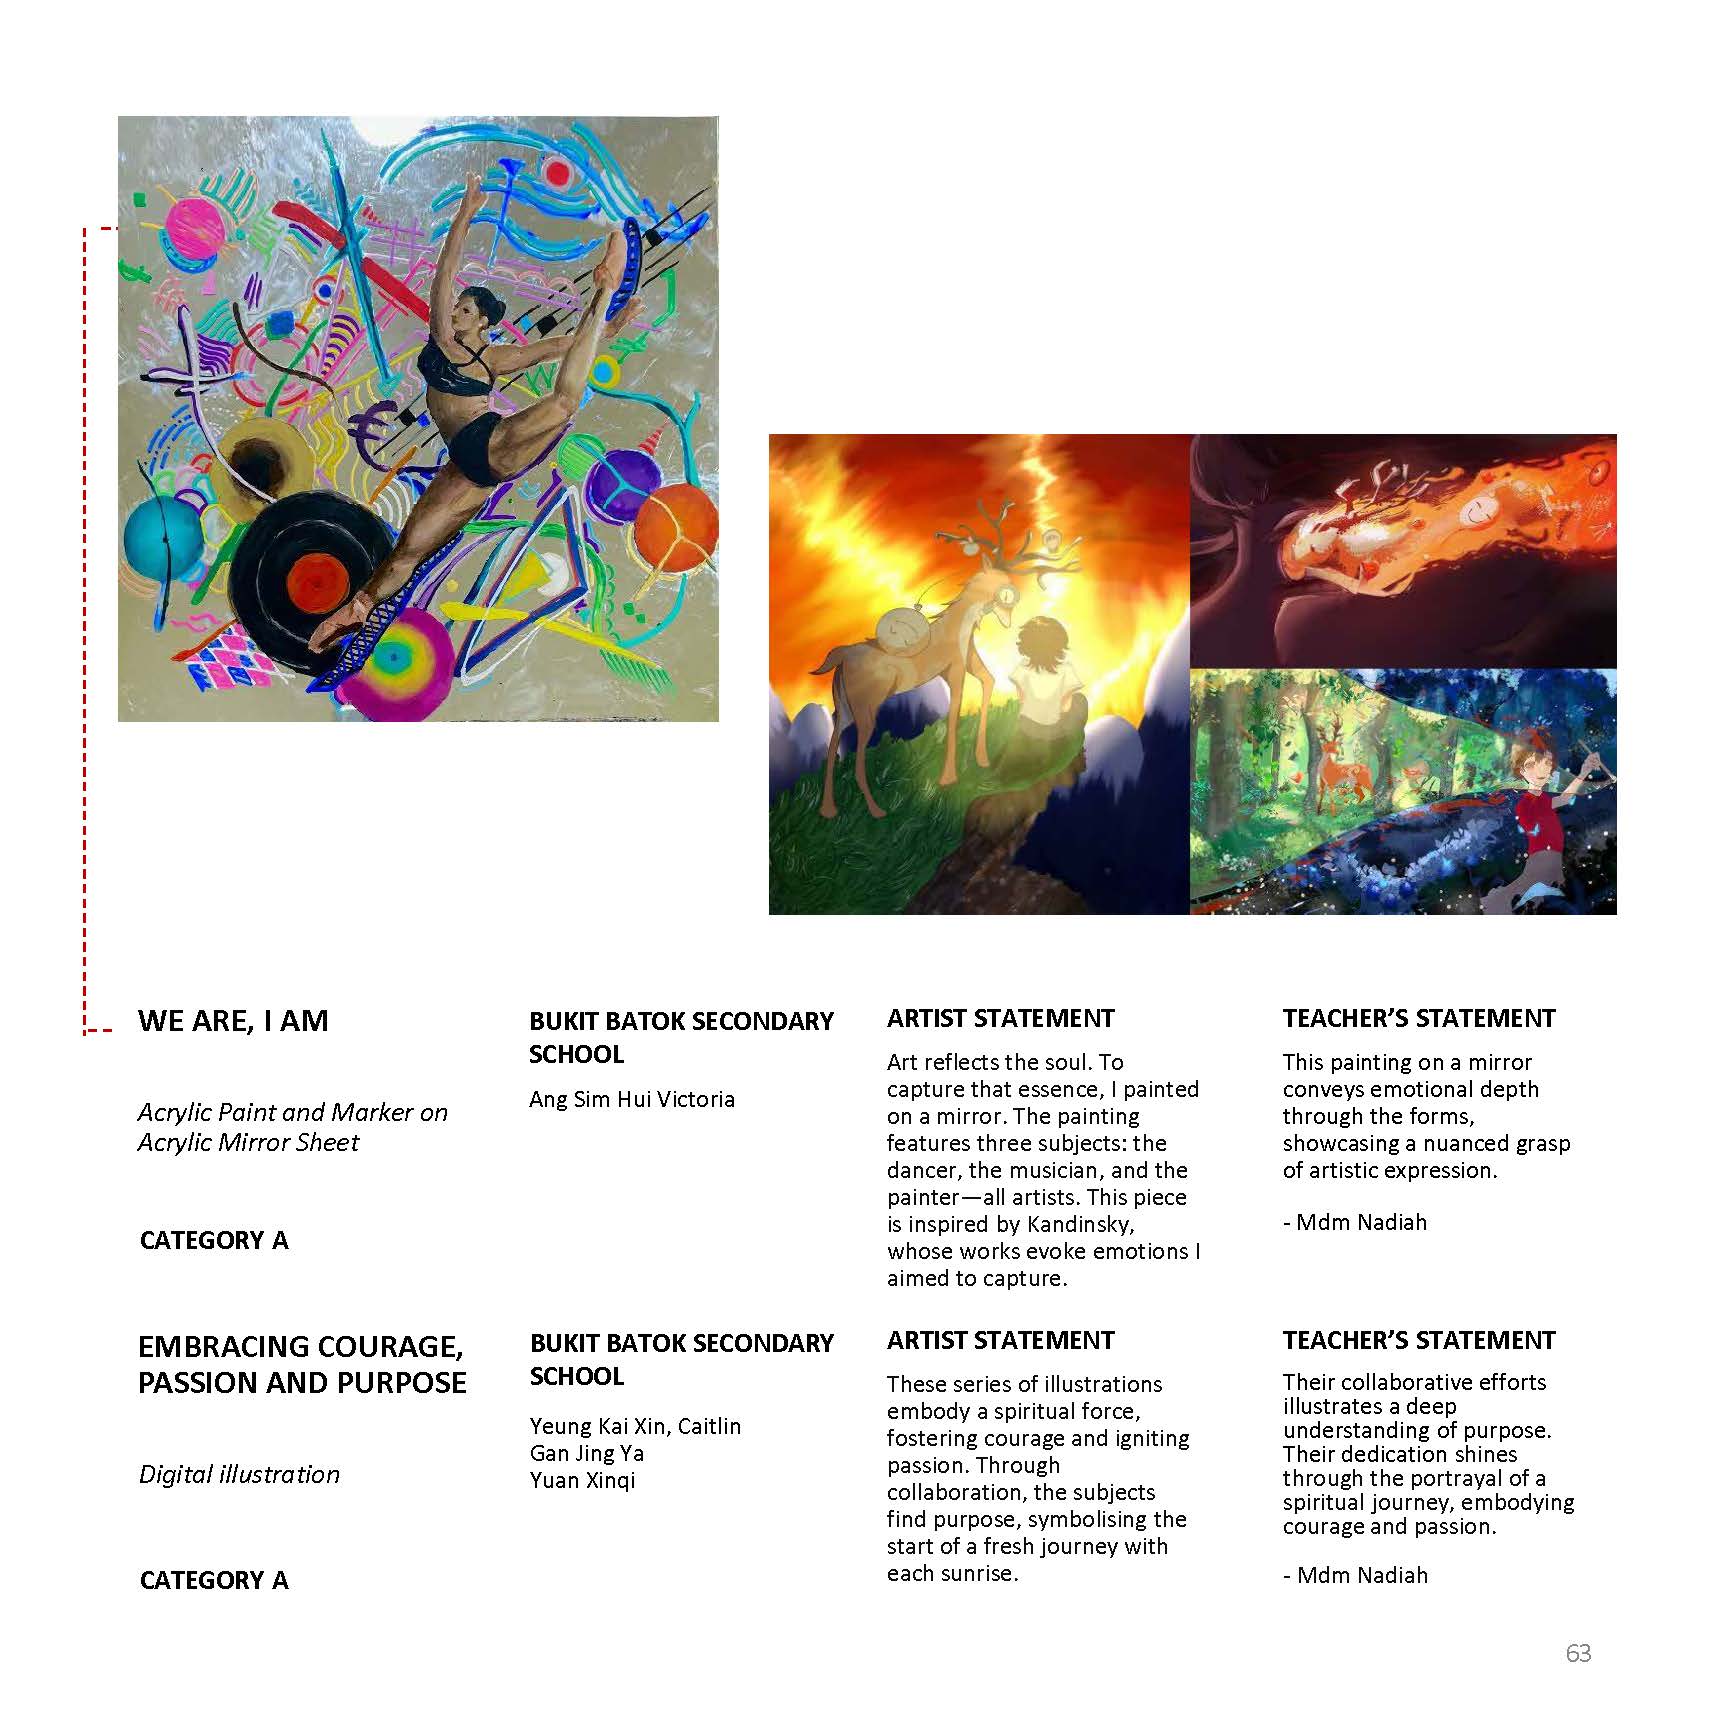 WE ARE, I AM
Acrylic Paint and Marker on
Acrylic Mirror Sheet
CATEGORY A
BUKIT BATOK SECONDARY
SCHOOL
Ang Sim Hui Victoria
ARTIST STATEMENT
Art reflects the soul. To
capture that essence, I painted
on a mirror. The painting
features three subjects: the
dancer, the musician, and the
painter—all artists. This piece
is inspired by Kandinsky,
whose works evoke emotions I
aimed to capture.
TEACHER’S STATEMENT
This painting on a mirror
conveys emotional depth
through the forms,
showcasing a nuanced grasp
of artistic expression.
- Mdm Nadiah
EMBRACING COURAGE,
PASSION AND PURPOSE
Digital illustration
CATEGORY A
BUKIT BATOK SECONDARY
SCHOOL
Yeung Kai Xin, Caitlin
Gan Jing Ya
Yuan Xinqi
ARTIST STATEMENT
These series of illustrations
embody a spiritual force,
fostering courage and igniting
passion. Through
collaboration, the subjects
find purpose, symbolising the
start of a fresh journey with
each sunrise.
TEACHER’S STATEMENT
Their collaborative efforts
illustrates a deep
understanding of purpose.
Their dedication shines
through the portrayal of a
spiritual journey, embodying
courage and passion.
- Mdm Nadiah
63